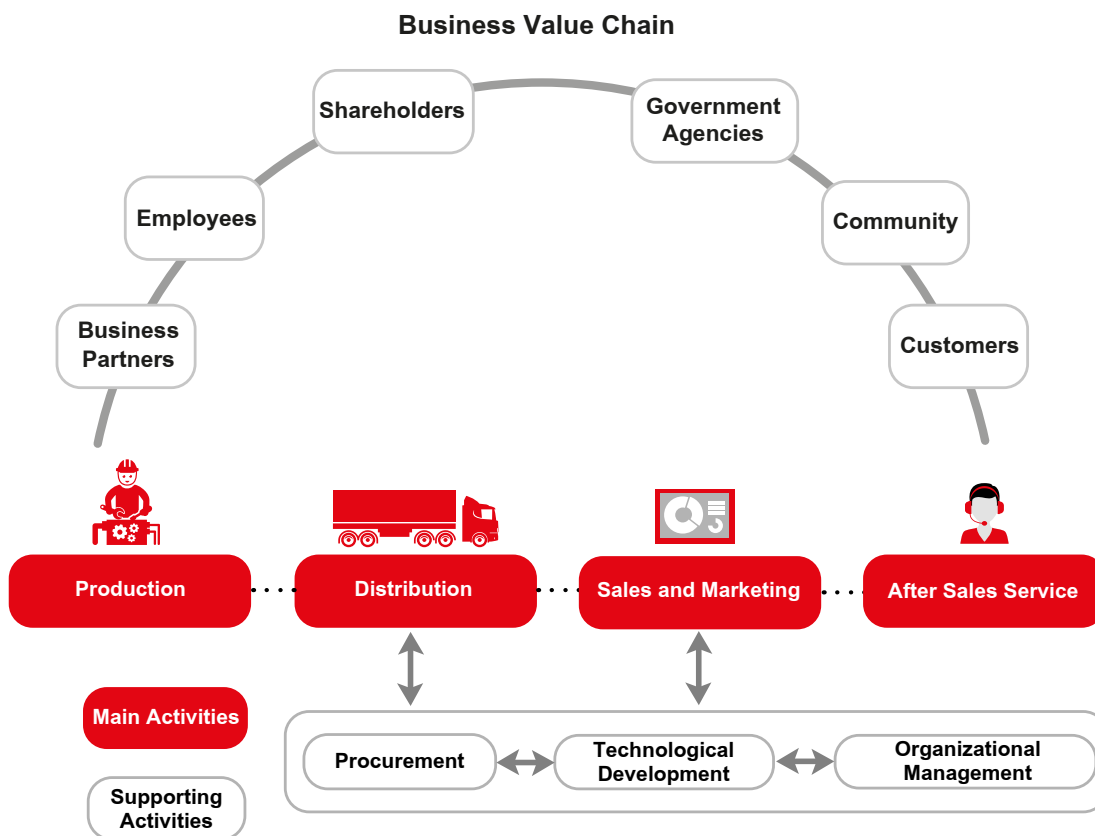 Business Value Chain
Shareholders
Government
Agencies
Employees
Community
Business
Partners
Customers
Production
Distribution
Sales and Marketing
After Sales Service
Main Activities
Procurement
Technological
Development
Organizational
Management
Supporting
Activities